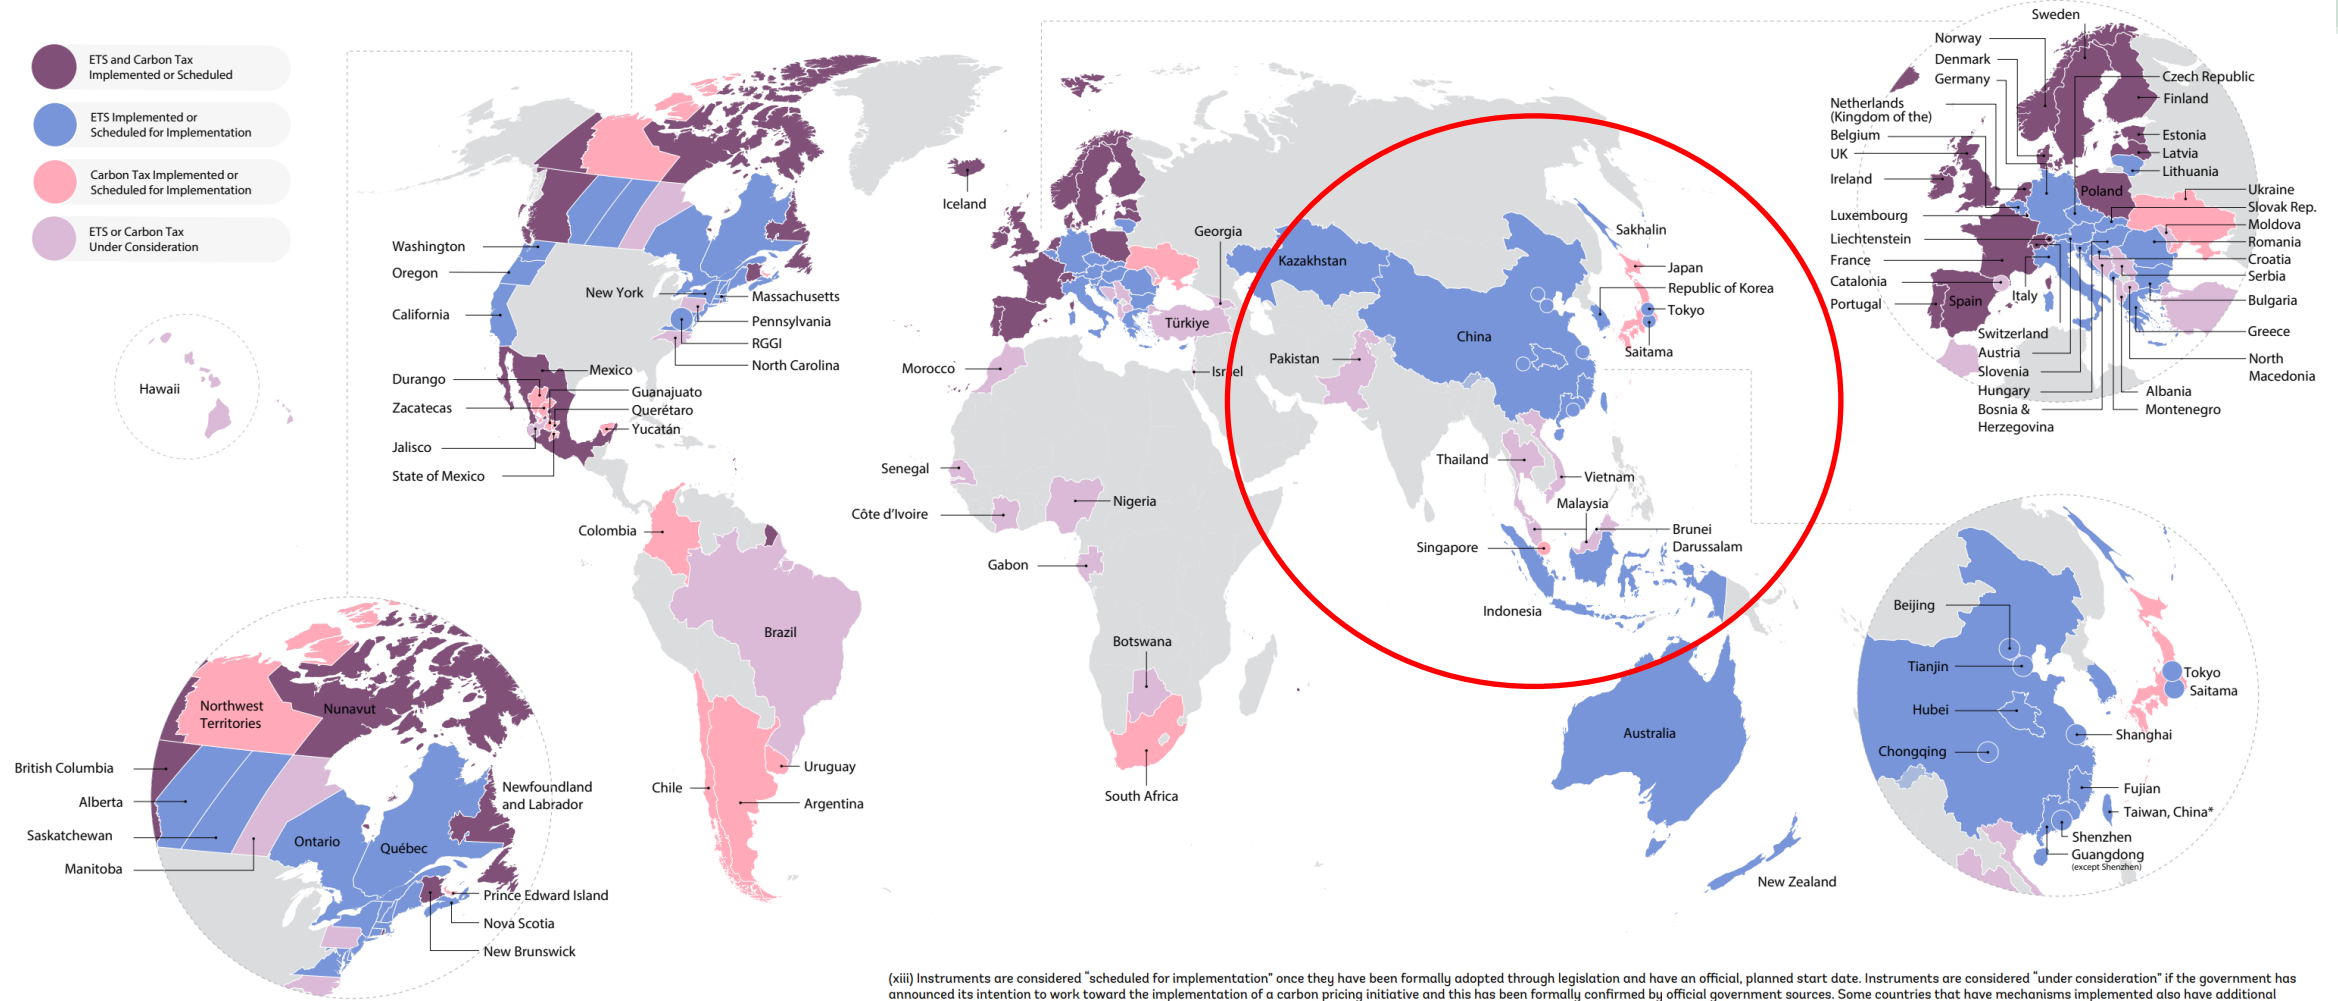 ETS and Carbon Tax
Implemented or Scheduled
ETS Implemented or
Scheduled for Implementation
Carbon Tax Implemented or
Scheduled for Implementation
ETS or Carbon Tax
Under Consideration
Hawaii
Washington
Oregon
California
New York
Massachusetts
Pennsylvania
RGGI
North Carolina
Mexico
Durango
Guanajuato
Zacatecas
Querétaro
Yucatán
Jalisco
State of Mexico
Colombia
Brazil
Chile
Uruguay
Argentina
Iceland
Georgia
Türkiye
Morocco
Israel
Senegal
Côte d'Ivoire
Nigeria
Gabon
Botswana
South Africa
Kazakhstan
Pakistan
China
Sakhalin
Japan
Republic of Korea
Tokyo
Saitama
Thailand
Vietnam
Malaysia
Brunei
Darussalam
Singapore
Indonesia
Australia
New Zealand
Sweden
Norway
Denmark
Germany
Netherlands
(Kingdom of the)
Belgium
UK
Ireland
Luxembourg
Liechtenstein
France
Catalonia
Portugal
Spain
Italy
Poland
Switzerland
Austria
Slovenia
Hungary
Bosnia &
Herzegovina
Czech Republic
Finland
Estonia
Latvia
Lithuania
Ukraine
Slovak Rep.
Moldova
Romania
Croatia
Serbia
Bulgaria
Greece
North
Macedonia
Albania
Montenegro
Northwest
Territories
Nunavut
British Columbia
Alberta
Saskatchewan
Manitoba
Ontario
Québec
Newfoundland
and Labrador
Prince Edward Island
Nova Scotia
New Brunswick
Beijing
Tianjin
Hubei
Chongqing
Tokyo
Saitama
Shanghai
Fujian
Taiwan, China*
Shenzhen
Guangdong
(except Shenzhen)
(xiii) Instruments are considered "scheduled for implementation" once they have been formally adopted through legislation and have an official, planned start date. Instruments are considered "under consideration" if the government has
announced its intention to work toward the implementation of a carbon pricing initiative and this has been formally confirmed by official government sources. Some countries that have mechanisms implemented also have additional